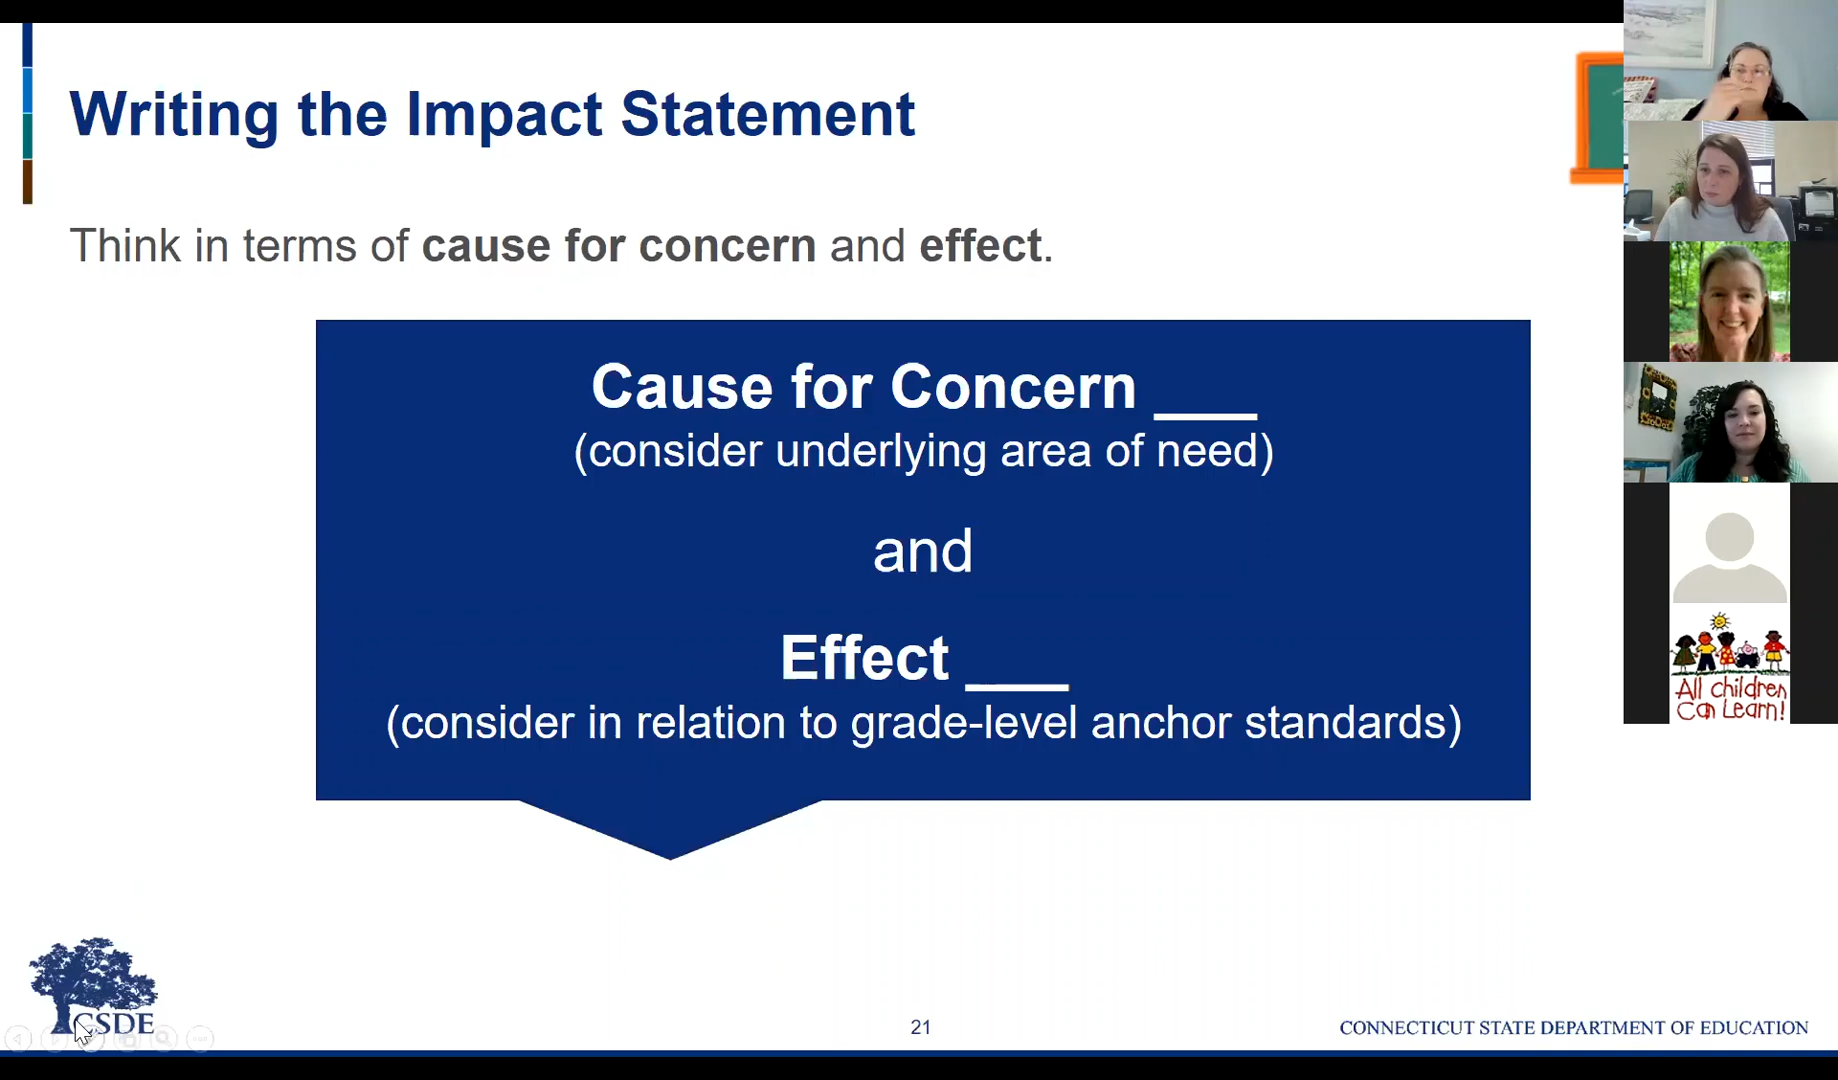 Writing the Impact Statement
Think in terms of cause for concern and effect.
Cause for Concern ___
(consider underlying area of need)
and
Effect ___
(consider in relation to grade-level anchor standards)
All children
Can Learn!
CSDE
21
CONNECTICUT STATE DEPARTMENT OF EDUCATION